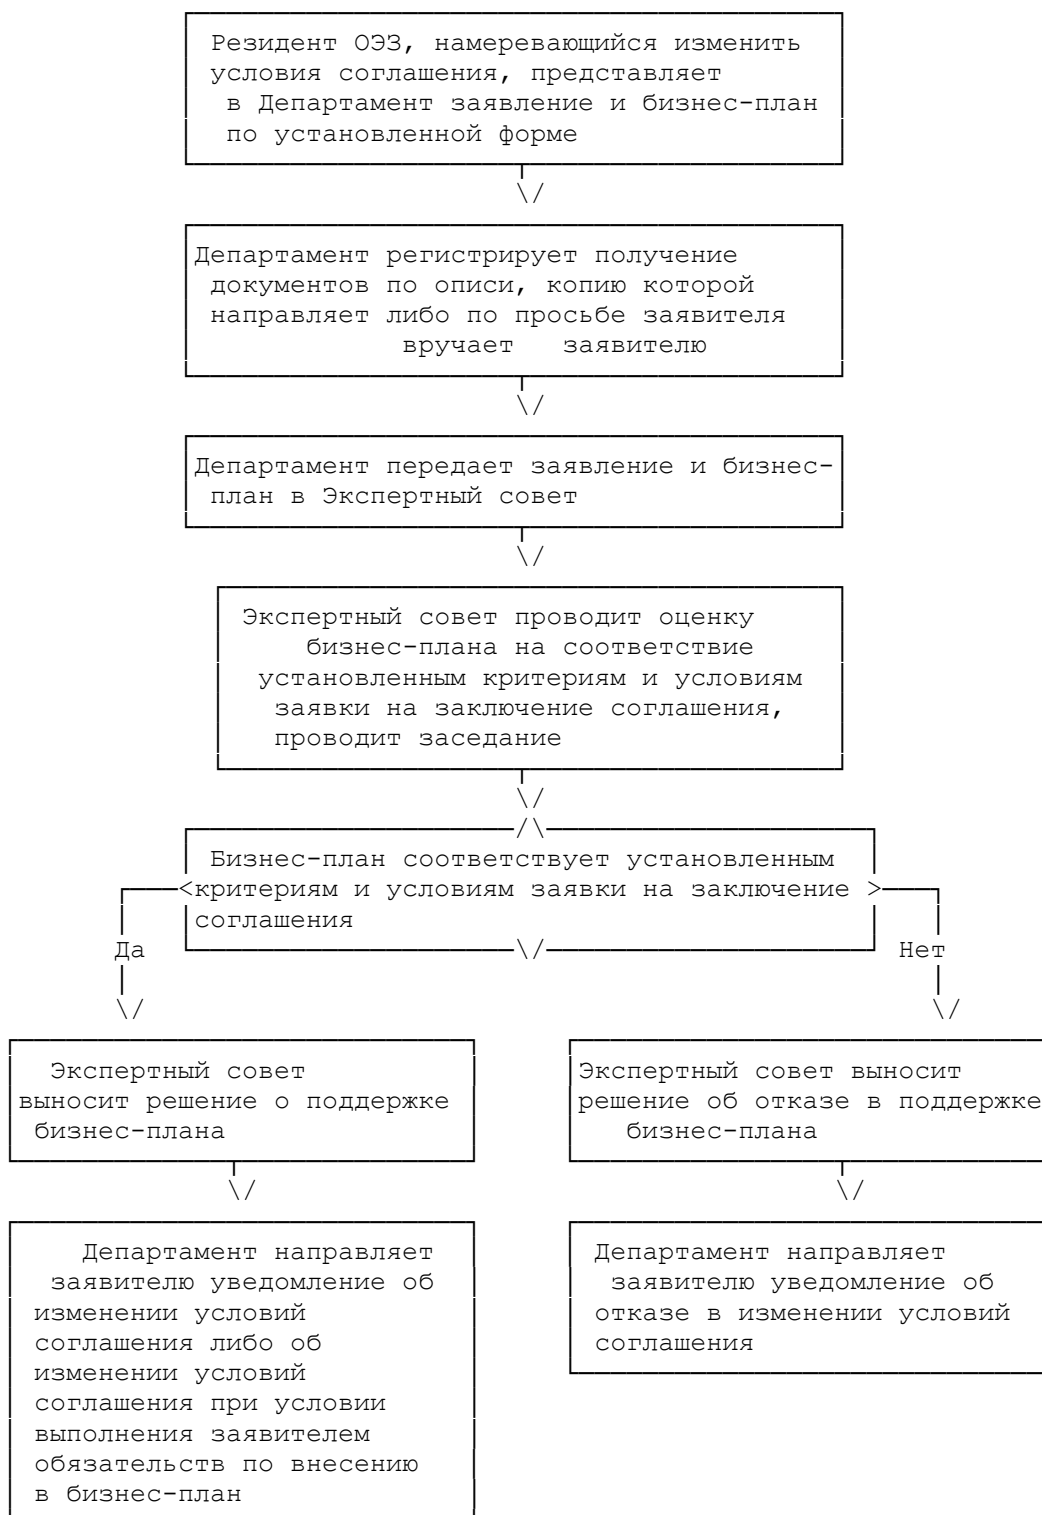 Резидент ОЭЗ, намеревающийся изменить
условия соглашения, представляет
в Департамент заявление и бизнес-план
по установленной форме
Департамент регистрирует получение
документов по описи, копию которой
направляет либо по просьбе заявителя
вручает заявителю
Департамент передает заявление и бизнес-
план в Экспертный совет
Экспертный совет проводит оценку
бизнес-плана на соответствие
установленным критериям и условиям
заявки на заключение соглашения,
проводит заседание
Бизнес-план соответствует установленным
критериям и условиям заявки на заключение
соглашения
Да
Нет
Экспертный совет
выносит решение о поддержке
бизнес-плана
Экспертный совет выносит
решение об отказе в поддержке
бизнес-плана
Департамент направляет
заявителю уведомление об
изменении условий
соглашения либо об
изменении условий
соглашения при условии
выполнения заявителем
обязательств по внесению
в бизнес-план
Департамент направляет
заявителю уведомление об
отказе в изменении условий
соглашения